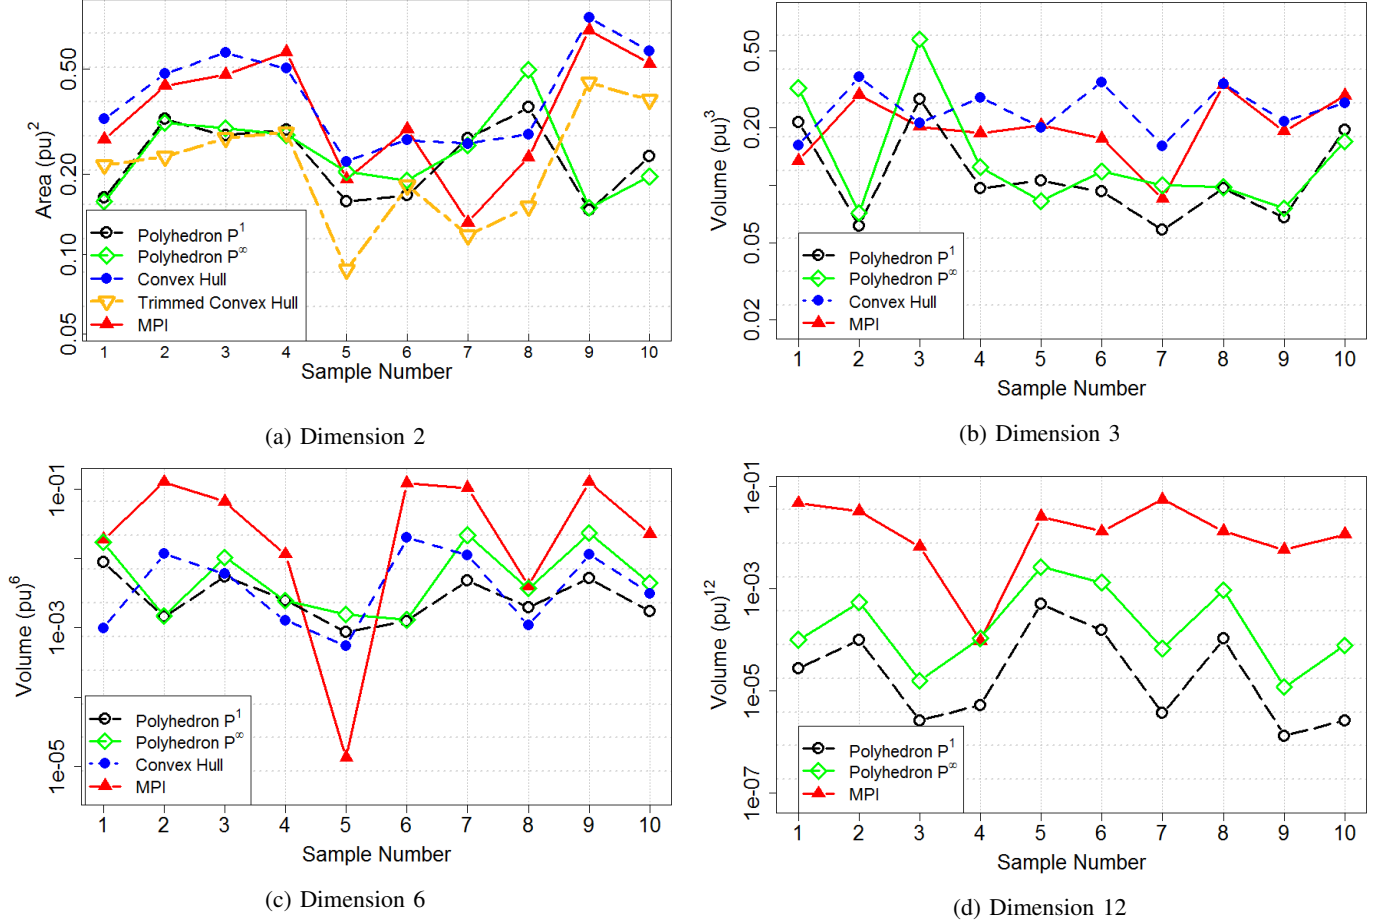 Area (pu)^2
0.50
0.20
0.10
0.05
Polyhedron P^1
Polyhedron P^∞
Convex Hull
Trimmed Convex Hull
MPI
1 2 3 4 5 6 7 8 9 10
Sample Number
(a) Dimension 2
Volume (pu)^3
0.50
0.20
0.05
0.02
Polyhedron P^1
Polyhedron P^∞
Convex Hull
MPI
1 2 3 4 5 6 7 8 9 10
Sample Number
(b) Dimension 3
Volume (pu)^6
1e-01
1e-03
1e-05
Polyhedron P^1
Polyhedron P^∞
Convex Hull
MPI
1 2 3 4 5 6 7 8 9 10
Sample Number
(c) Dimension 6
Volume (pu)^12
1e-01
1e-03
1e-05
1e-07
Polyhedron P^1
Polyhedron P^∞
MPI
1 2 3 4 5 6 7 8 9 10
Sample Number
(d) Dimension 12